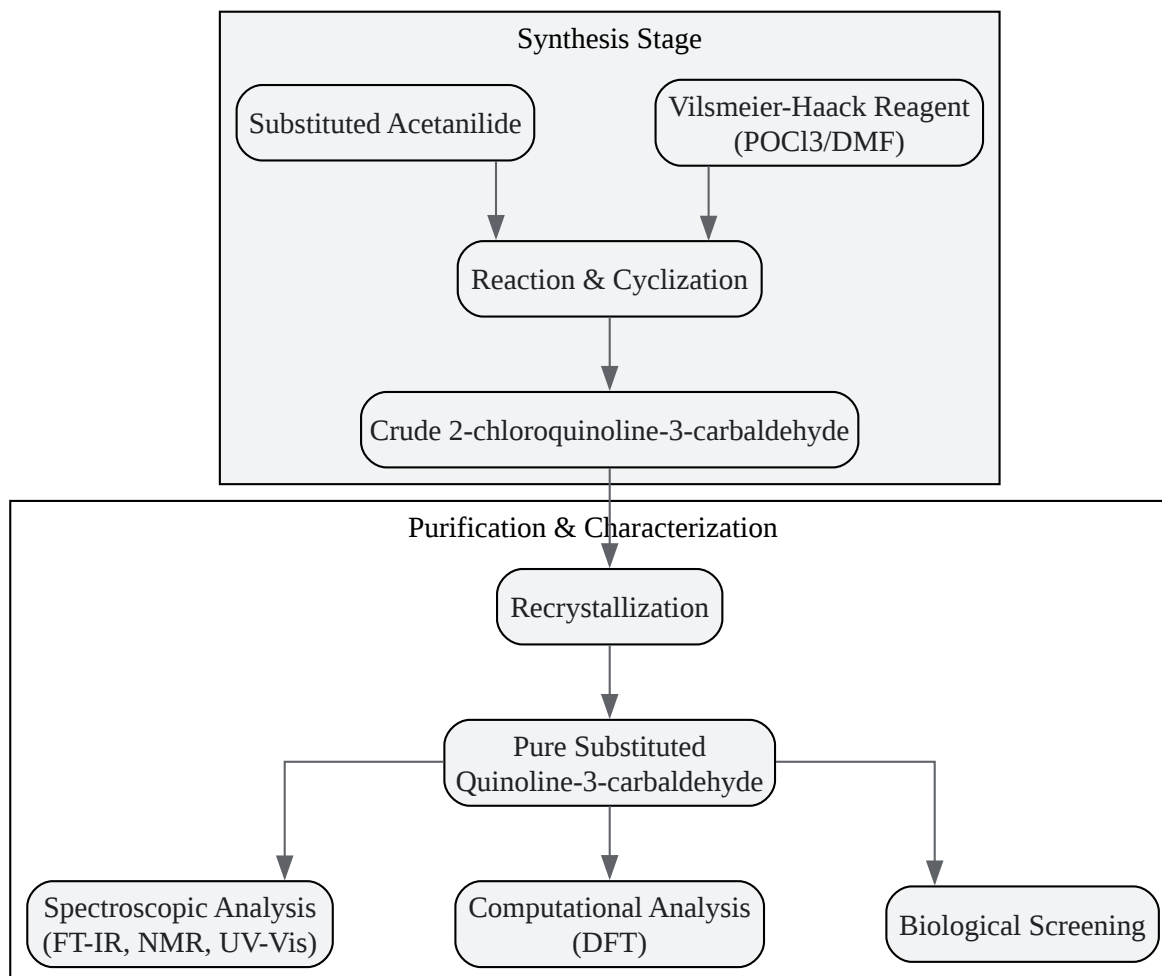 Synthesis Stage
Substituted Acetanilide
Vilsmeier-Haack Reagent
(POCl3/DMF)
Reaction & Cyclization
Crude 2-chloroquinoline-3-carbaldehyde
Purification & Characterization
Recrystallization
Pure Substituted
Quinoline-3-carbaldehyde
Spectroscopic Analysis
(FT-IR, NMR, UV-Vis)
Computational Analysis
(DFT)
Biological Screening